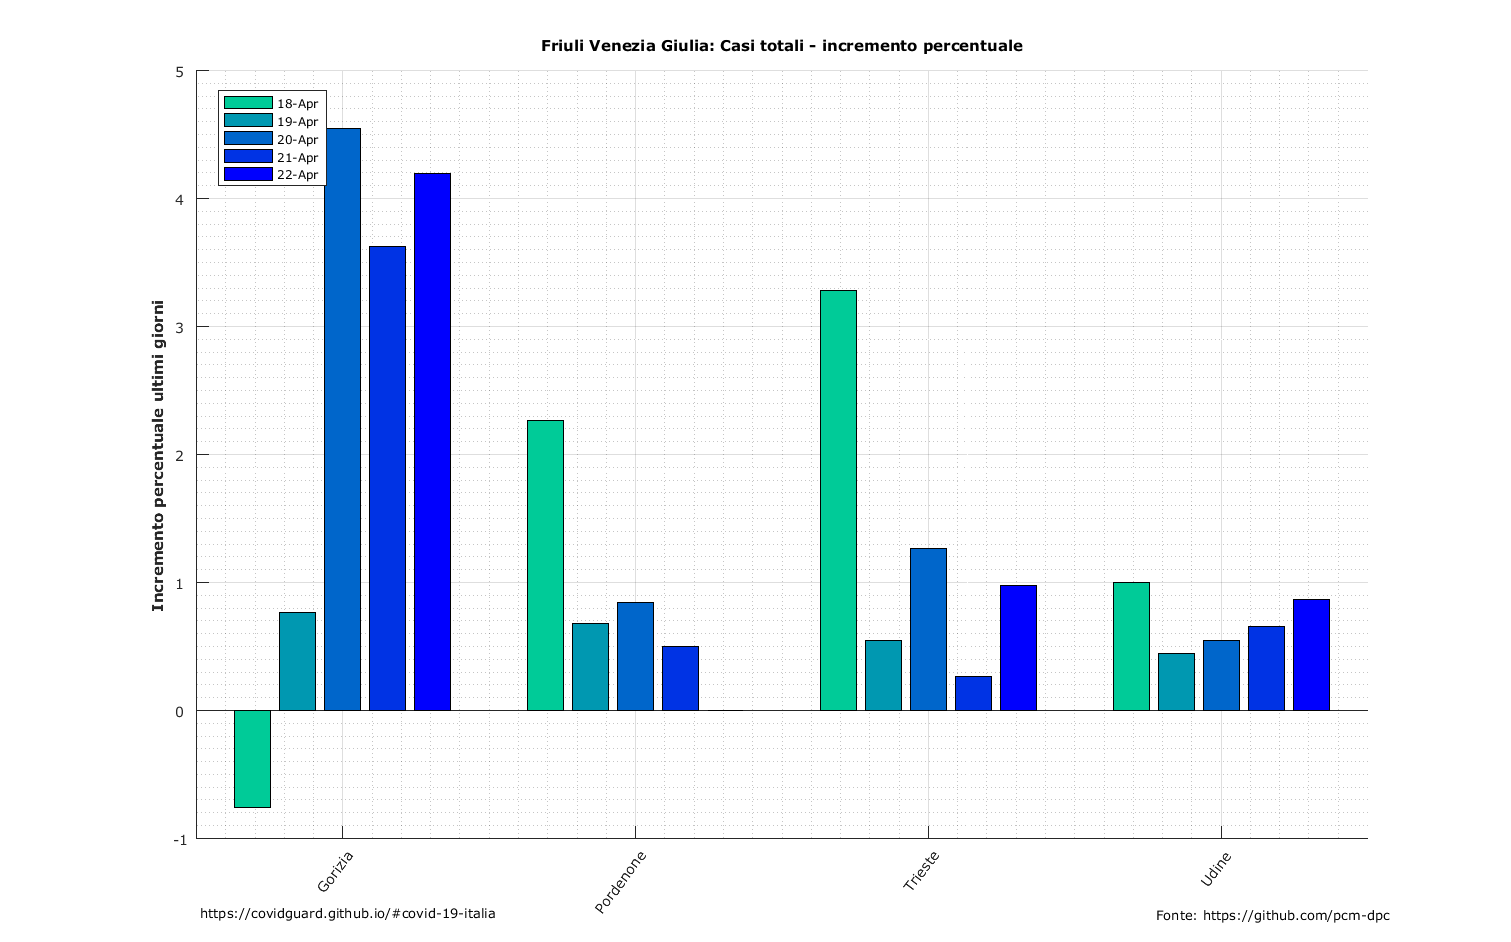 Friuli Venezia Giulia: Casi totali - incremento percentuale
Incremento percentuale ultimi giorni
5
4
3
2
1
0
-1
18-Apr
19-Apr
20-Apr
21-Apr
22-Apr
Gorizia
Pordenone
Trieste
Udine
https://covidguard.github.io/#covid-19-italia
Fonte: https://github.com/pcm-dpc